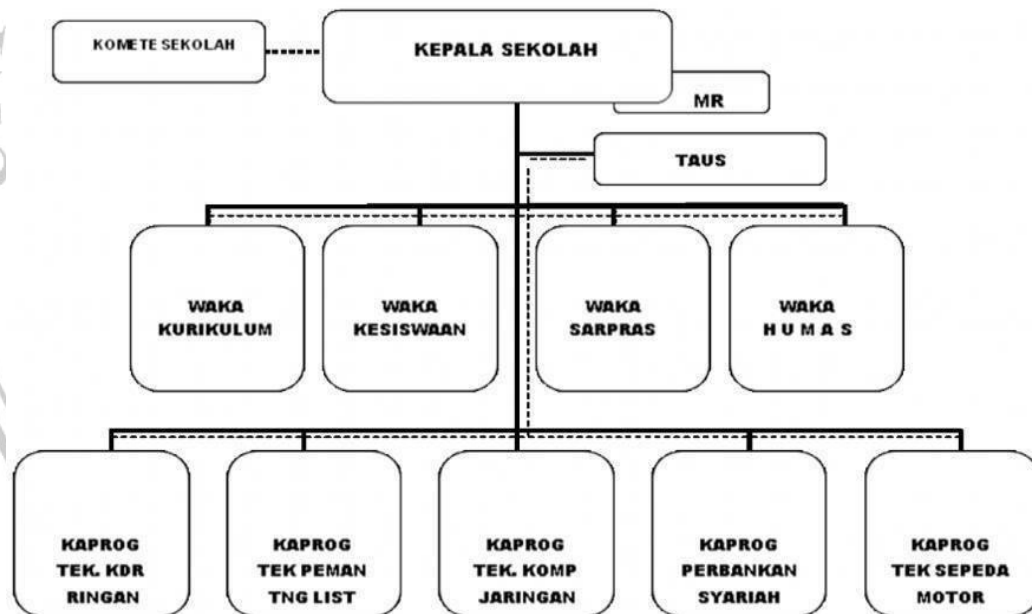 KOMETE SEKOLAH
KEPALA SEKOLAH
MR
TAUS
WAKA
KURIKULUM
WAKA
KESISWAAN
WAKA
SARPRAS
WAKA
H U M A S
KAPROG
TEK. KDR
RINGAN
KAPROG
TEK PEMAN
TNG LIST
KAPROG
TEK. KOMP
JARINGAN
KAPROG
PERBANKAN
SYARIAH
KAPROG
TEK SEPEDA
MOTOR